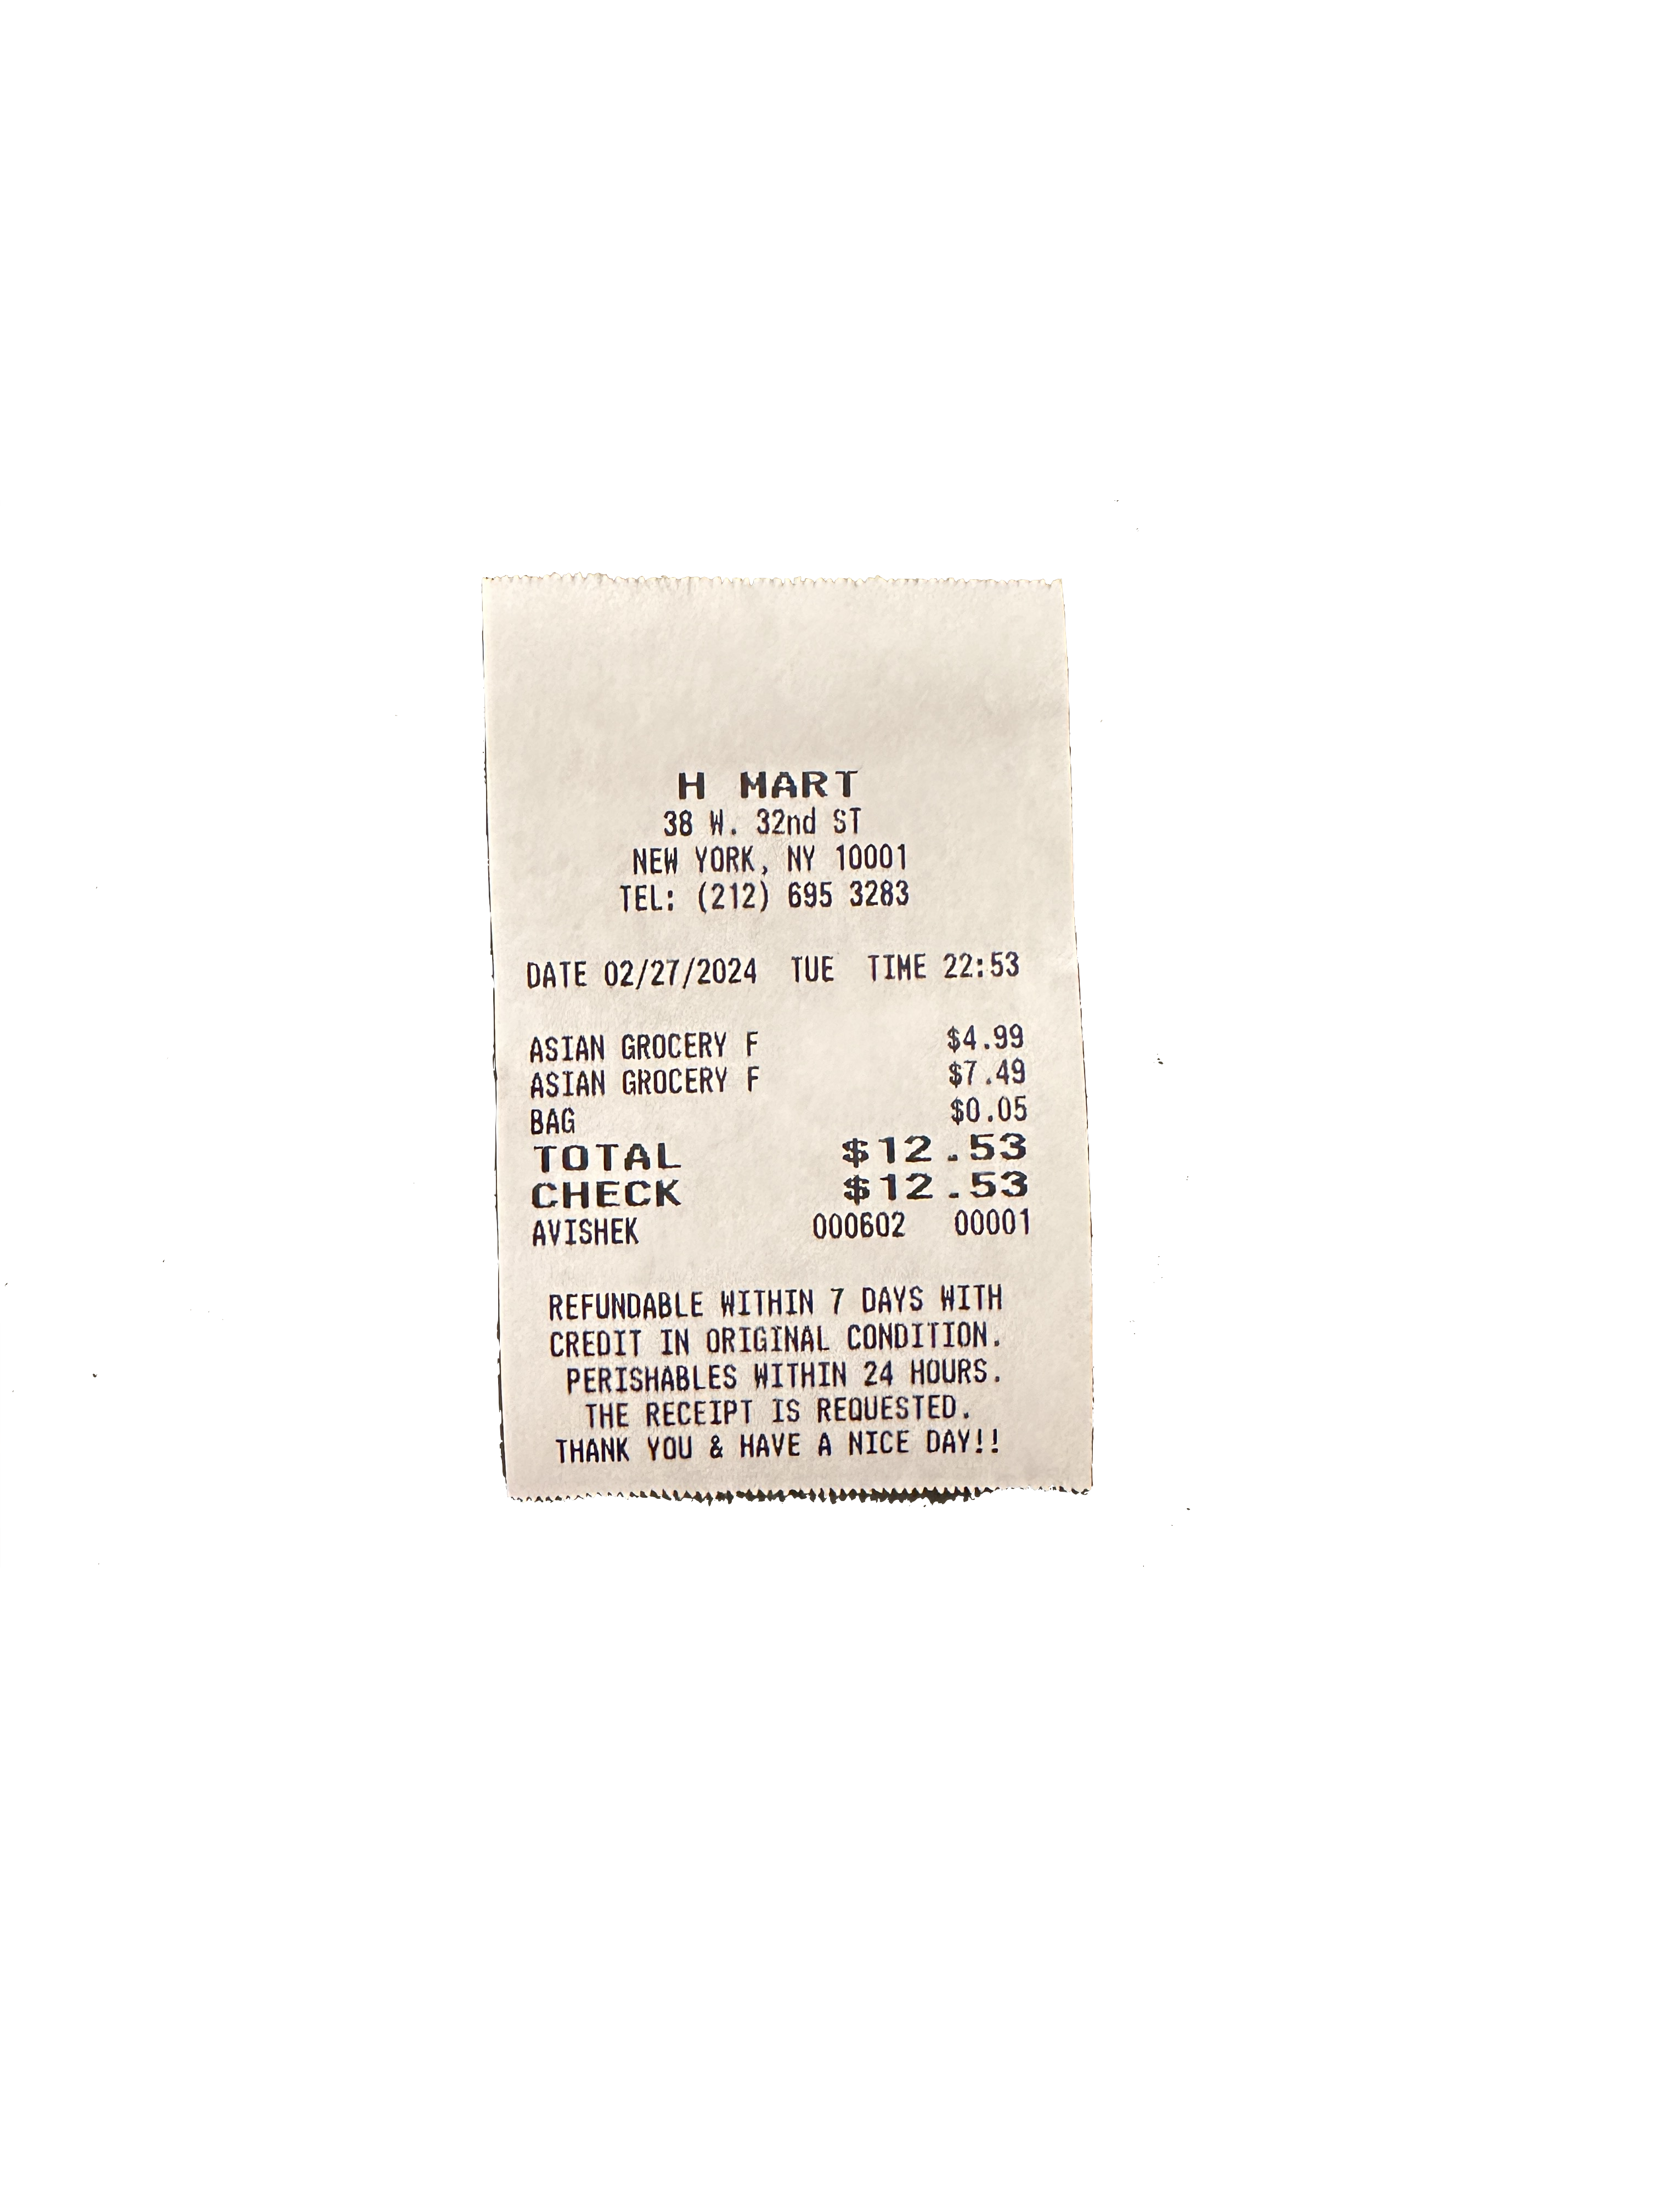 H MART
38 W. 32nd ST
NEW YORK, NY 10001
TEL: (212) 695 3283
DATE 02/27/2024 TUE TIME 22:53
ASIAN GROCERY F $4.99
ASIAN GROCERY F $7.49
BAG $0.05
TOTAL $12.53
CHECK $12.53
AVISHEK 000602 00001
REFUNDABLE WITHIN 7 DAYS WITH
CREDIT IN ORIGINAL CONDITION.
PERISHABLES WITHIN 24 HOURS.
THE RECEIPT IS REQUESTED.
THANK YOU & HAVE A NICE DAY!!